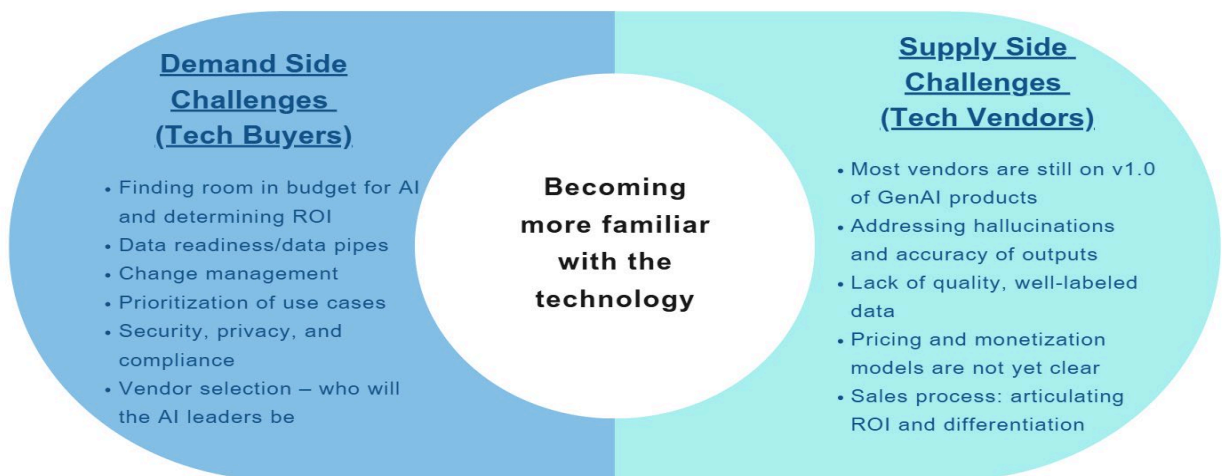 Demand Side
Challenges
(Tech Buyers)
• Finding room in budget for AI
and determining ROI
• Data readiness/data pipes
• Change management
• Prioritization of use cases
• Security, privacy, and
compliance
• Vendor selection – who will
the AI leaders be
Becoming
more familiar
with the
technology
Supply Side
Challenges
(Tech Vendors)
• Most vendors are still on v1.0
of GenAI products
• Addressing hallucinations
and accuracy of outputs
• Lack of quality, well-labeled
data
• Pricing and monetization
models are not yet clear
• Sales process: articulating
ROI and differentiation